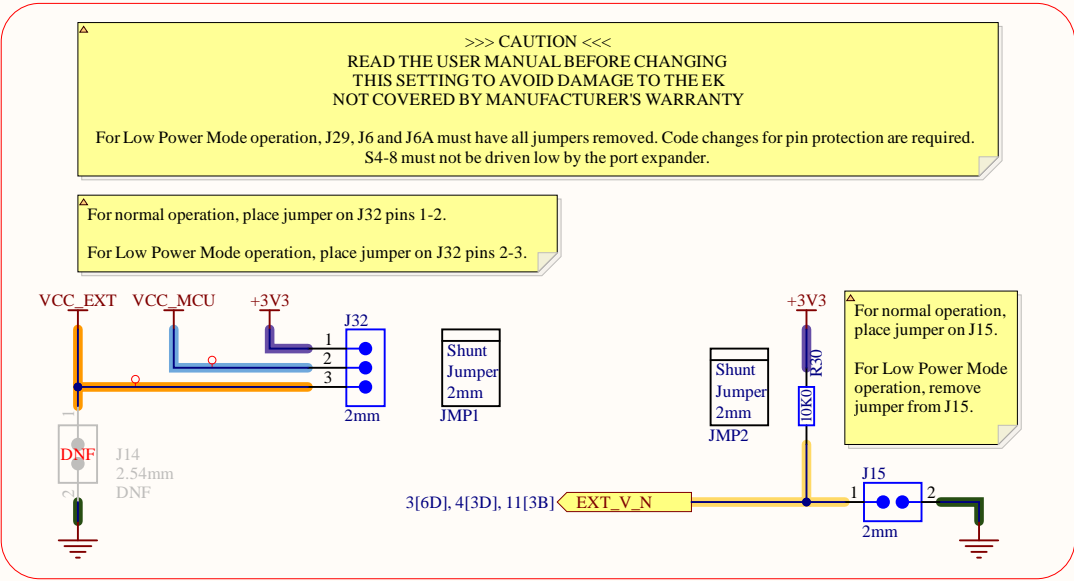 >>> CAUTION <<<
READ THE USER MANUAL BEFORE CHANGING
THIS SETTING TO AVOID DAMAGE TO THE EK
NOT COVERED BY MANUFACTURER'S WARRANTY
For Low Power Mode operation, J29, J6 and J6A must have all jumpers removed. Code changes for pin protection are required.
S4-8 must not be driven low by the port expander.
For normal operation, place jumper on J32 pins 1-2.
For Low Power Mode operation, place jumper on J32 pins 2-3.
VCC_EXT
VCC_MCU
+3V3
J32
1
2
3
2mm
Shunt
Jumper
2mm
JMP1
1
DNF
2
J14
2.54mm
DNF
Shunt
Jumper
2mm
JMP2
+3V3
R30
10K0
For normal operation,
place jumper on J15.
For Low Power Mode
operation, remove
jumper from J15.
3[6D], 4[3D], 11[3B]
EXT_V_N
J15
1
2
2mm